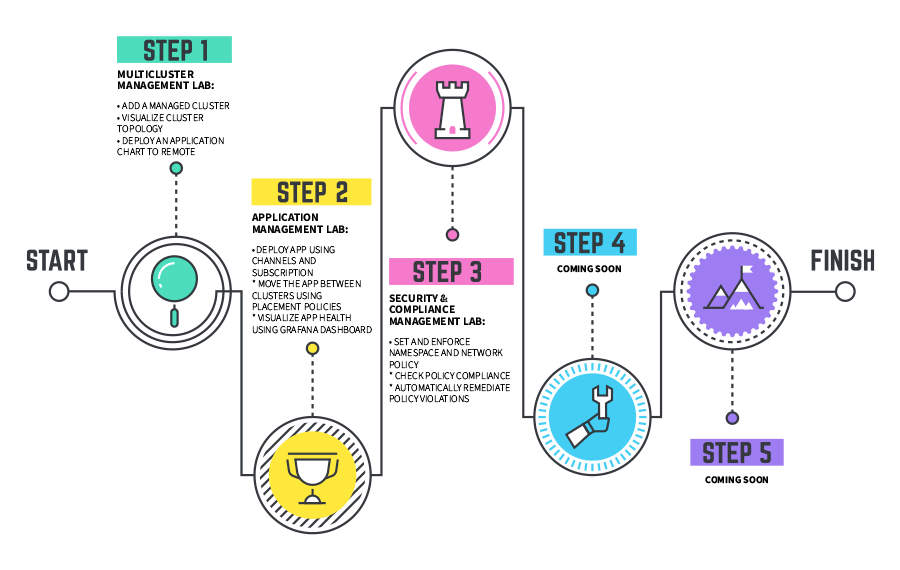 START
STEP 1
MULTICLUSTER
MANAGEMENT LAB:
• ADD A MANAGED CLUSTER
• VISUALIZE CLUSTER
TOPOLOGY
• DEPLOY AN APPLICATION
CHART TO REMOTE
STEP 2
APPLICATION
MANAGEMENT LAB:
• DEPLOY APP USING
CHANNELS AND
SUBSCRIPTION
* MOVE THE APP BETWEEN
CLUSTERS USING
PLACEMENT POLICIES
* VISUALIZE APP HEALTH
USING GRAFANA DASHBOARD
STEP 3
SECURITY &
COMPLIANCE
MANAGEMENT LAB:
• SET AND ENFORCE
NAMESPACE AND NETWORK
POLICY
* CHECK POLICY COMPLIANCE
* AUTOMATICALLY REMEDIATE
POLICY VIOLATIONS
STEP 4
COMING SOON
STEP 5
COMING SOON
FINISH